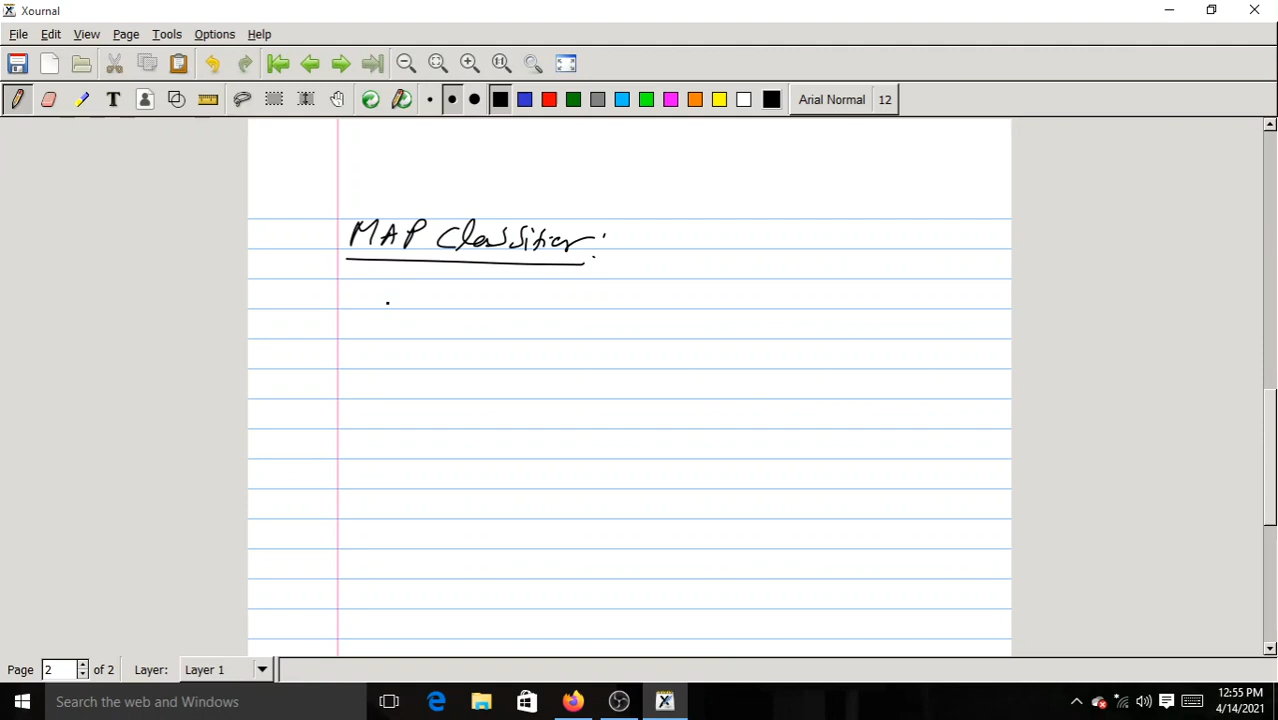 Xournal
File Edit View Page Tools Options Help
Arial Normal 12
MAP Classifier:
Page 2 of 2 Layer: Layer 1
Search the web and Windows
12:55 PM
4/14/2021